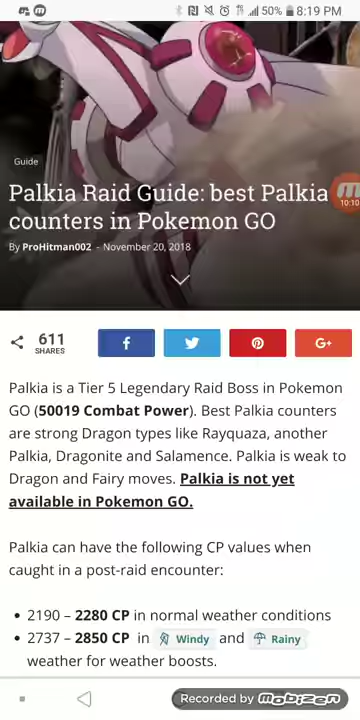 50% 8:19 PM
Guide
Palkia Raid Guide: best Palkia
counters in Pokemon GO
10:10
By ProHitman002 - November 20, 2018
611
SHARES
f
G+
Palkia is a Tier 5 Legendary Raid Boss in Pokemon
GO (50019 Combat Power). Best Palkia counters
are strong Dragon types like Rayquaza, another
Palkia, Dragonite and Salamence. Palkia is weak to
Dragon and Fairy moves. Palkia is not yet
available in Pokemon GO.
Palkia can have the following CP values when
caught in a post-raid encounter:
• 2190 – 2280 CP in normal weather conditions
• 2737 – 2850 CP in Windy and Rainy
weather for weather boosts.
Recorded by Mobizen